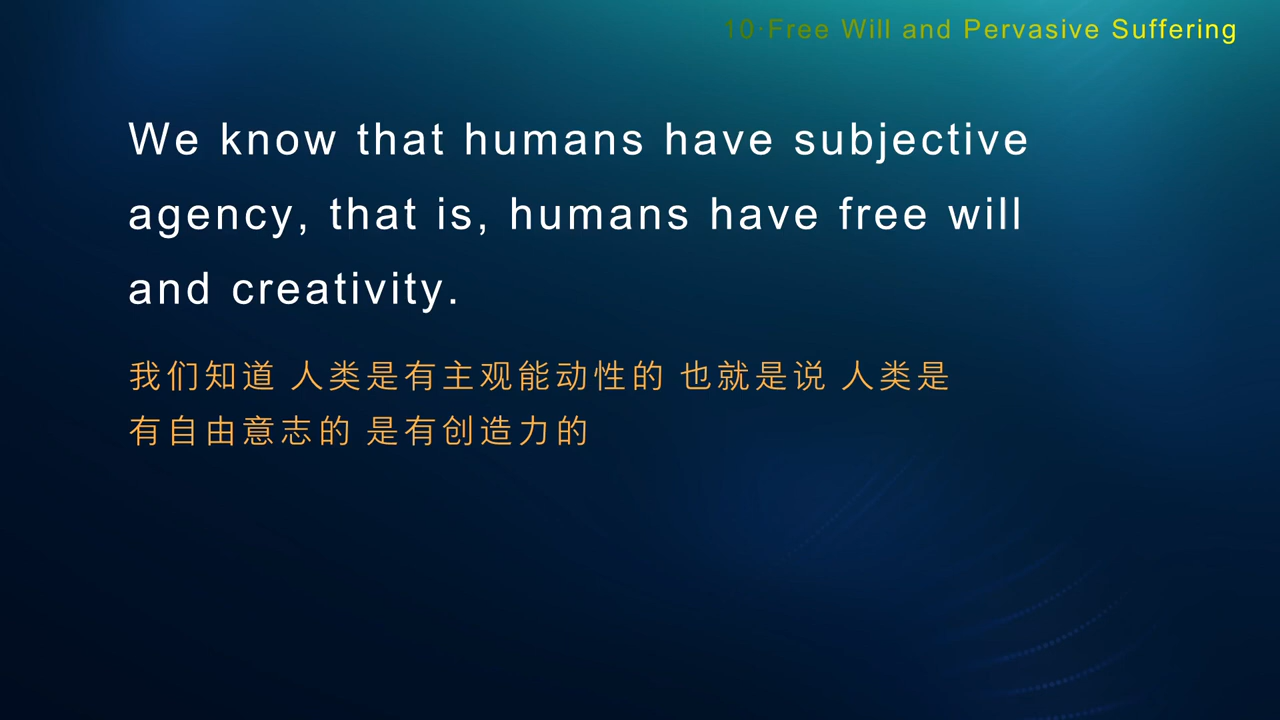 10·Free Will and Pervasive Suffering
We know that humans have subjective
agency, that is, humans have free will
and creativity.
我们知道 人类是有主观能动性的 也就是说 人类是
有自由意志的 是有创造力的